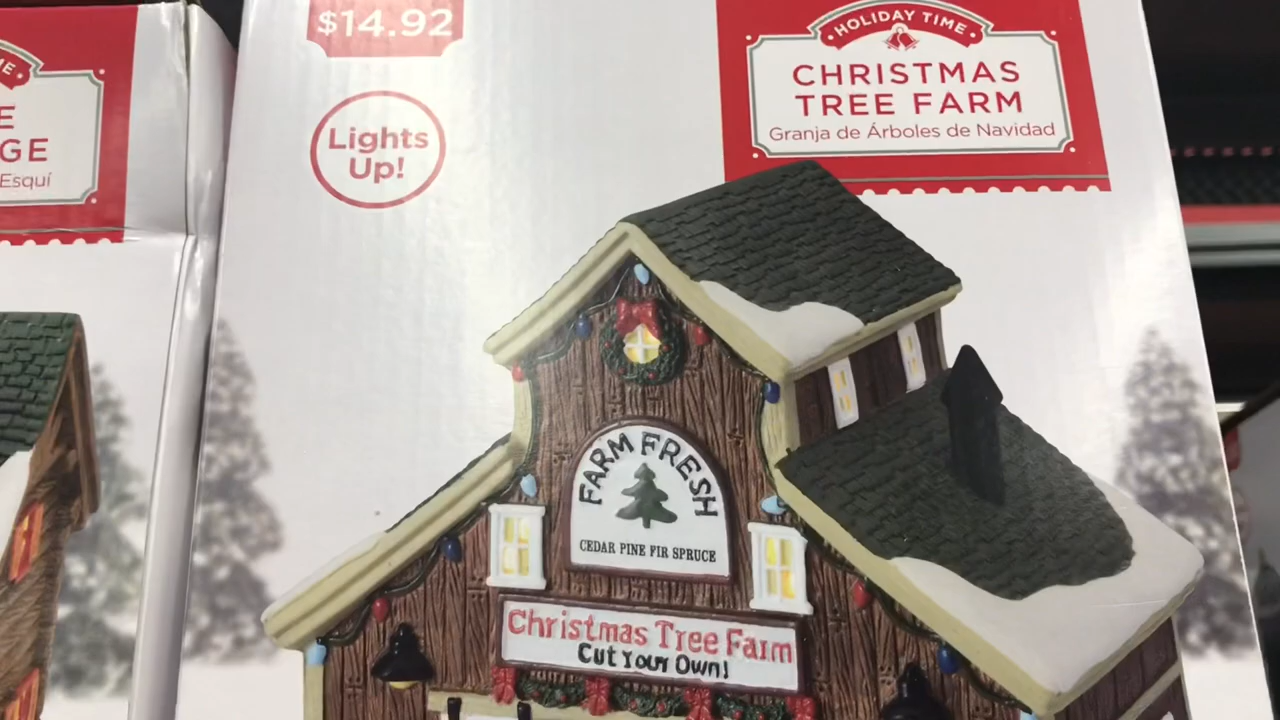 $14.92
Lights
Up!
HOLIDAY TIME
CHRISTMAS
TREE FARM
Granja de Árboles de Navidad
FARM FRESH
CEDAR PINE FIR SPRUCE
Christmas Tree Farm
Cut Your Own!
ME
E
GE
Esquí